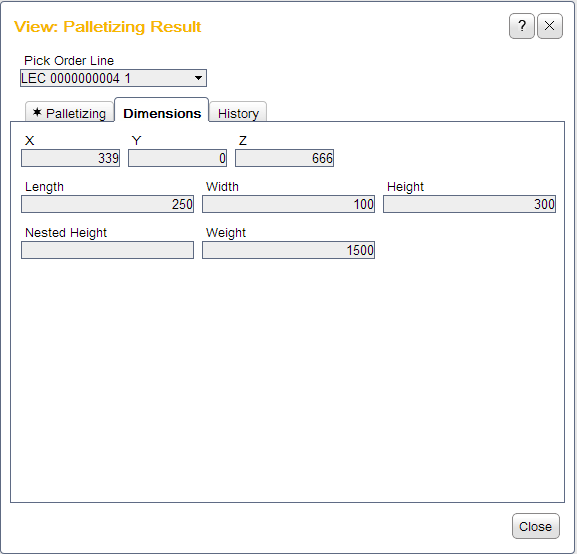 View: Palletizing Result
?
Pick Order Line
LEC 0000000004 1
✶ Palletizing Dimensions History
X Y Z
339 0 666
Length Width Height
250 100 300
Nested Height Weight
1500
Close